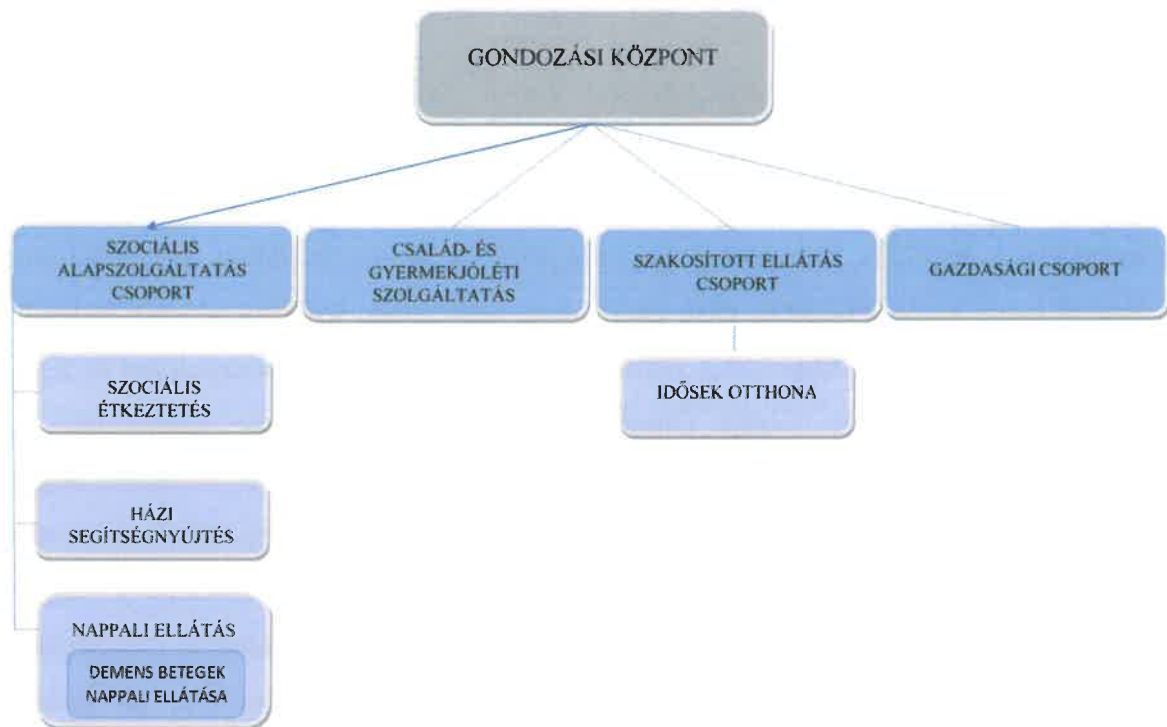 GONDOZÁSI KÖZPONT
SZOCIÁLIS
ALAPSZOLGÁLTATÁS
CSOPORT
CSALÁD- ÉS
GYERMEKJÓLÉTI
SZOLGÁLTATÁS
SZAKOSÍTOTT ELLÁTÁS
CSOPORT
GAZDASÁGI CSOPORT
SZOCIÁLIS
ÉTKEZTETÉS
IDŐSEK OTTHONA
HÁZI
SEGÍTSÉGNYÚJTÉS
NAPPALI ELLÁTÁS
DEMENS BETEGEK
NAPPALI ELLÁTÁSA